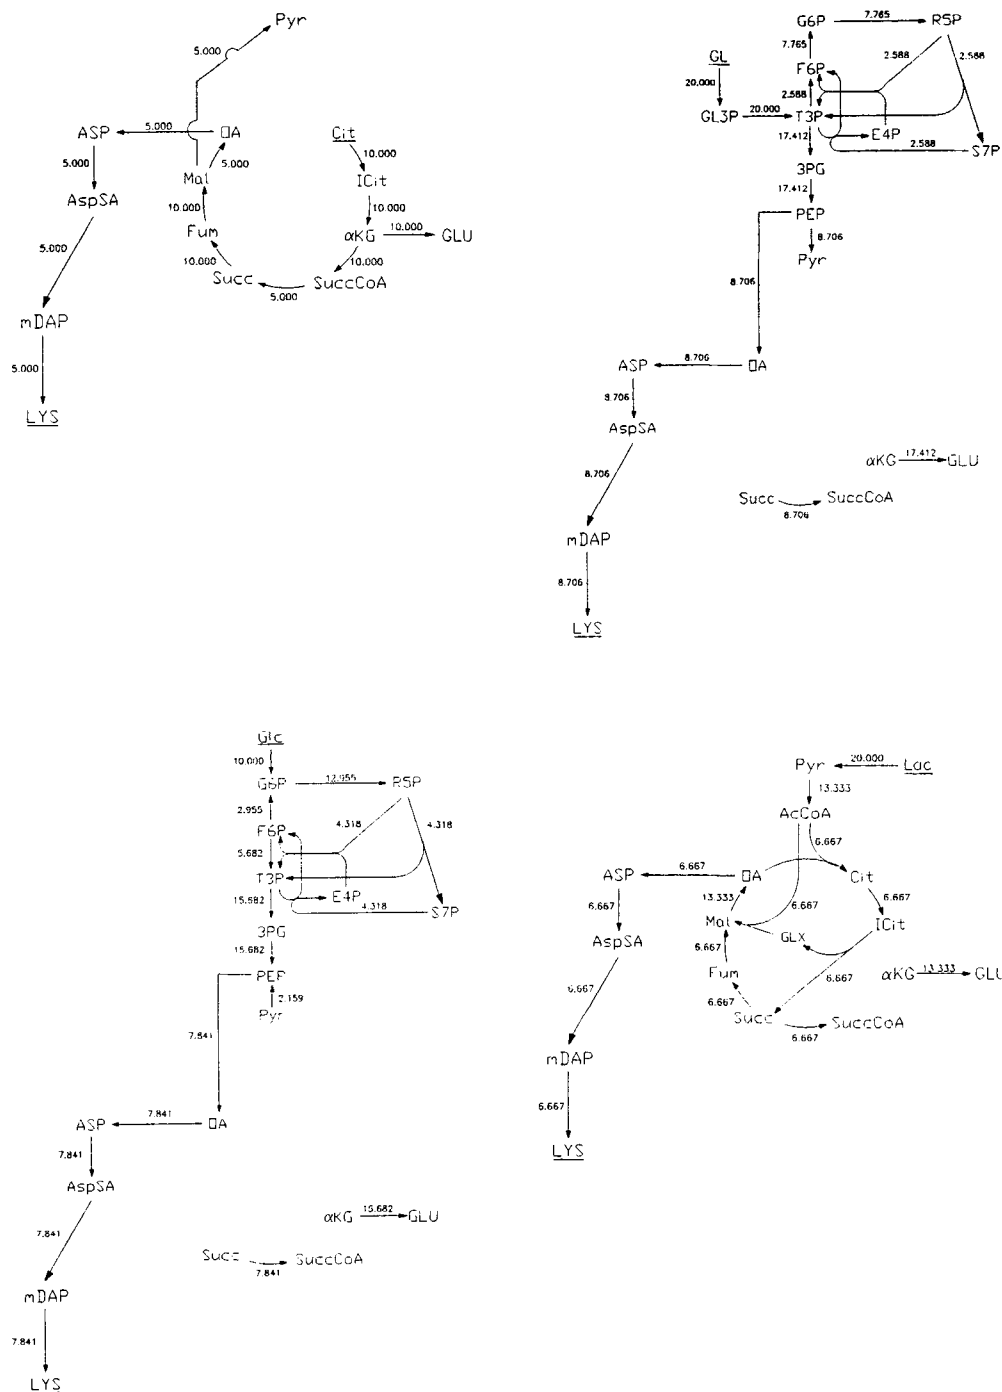 Pyr
5.000
ASP 5.000 OA
Cit
5.000 5.000 10.000
AspSA Mal ICit
10.000 10.000
Fum αKG 10.000 GLU
5.000 10.000 10.000
Succ SuccCoA
5.000
mDAP
5.000
LYS
G6P 7.765 R5P
7.765 2.588 2.588
GL F6P
20.000 2.588
GL3P 20.000 T3P
17.412 E4P
2.588 S7P
3PG
17.412
PEP
8.706
Pyr
8.706
ASP 8.706 OA
8.706
AspSA
8.706
αKG 17.412 GLU
Succ SuccCoA
8.706
mDAP
8.706
LYS
Glc
10.000
G6P 12.955 R5P
2.955
F6P 4.318 4.318
5.682
T3P
15.682 E4P
4.318 S7P
3PG
15.682
PEP
2.159
Pyr
7.841
ASP 7.841 OA
7.841
AspSA
7.841
αKG 15.682 GLU
Succ SuccCoA
7.841
mDAP
7.841
LYS
Pyr 20.000 Lac
13.333
AcCoA
6.667
ASP 6.667 OA Cit
6.667 13.333 6.667 6.667
Mal ICit
AspSA GLX
6.667 6.667
Fum αKG 13.333 GLU
6.667 6.667
Succ SuccCoA
6.667
mDAP
6.667
LYS